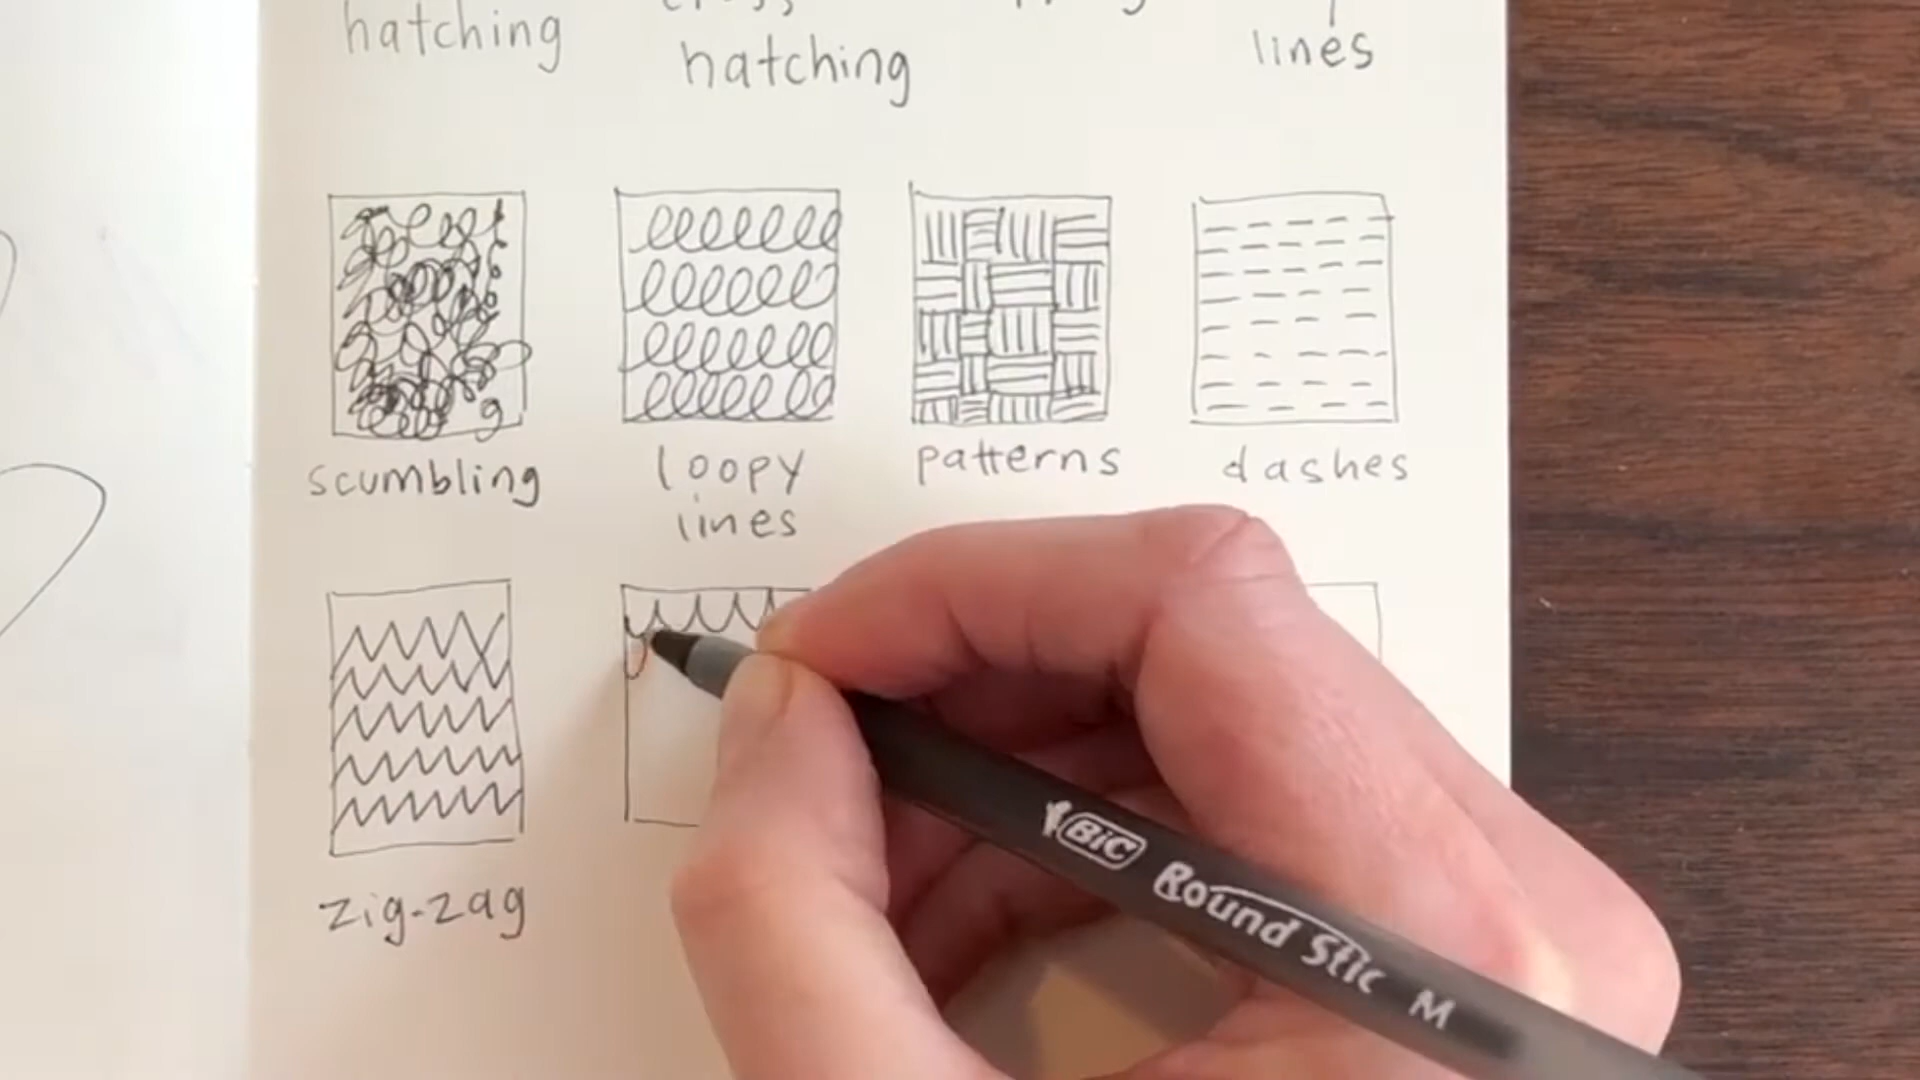 hatching
hatching
lines
scumbling
loopy
lines
patterns
dashes
zig-zag
BIC Round Stic M